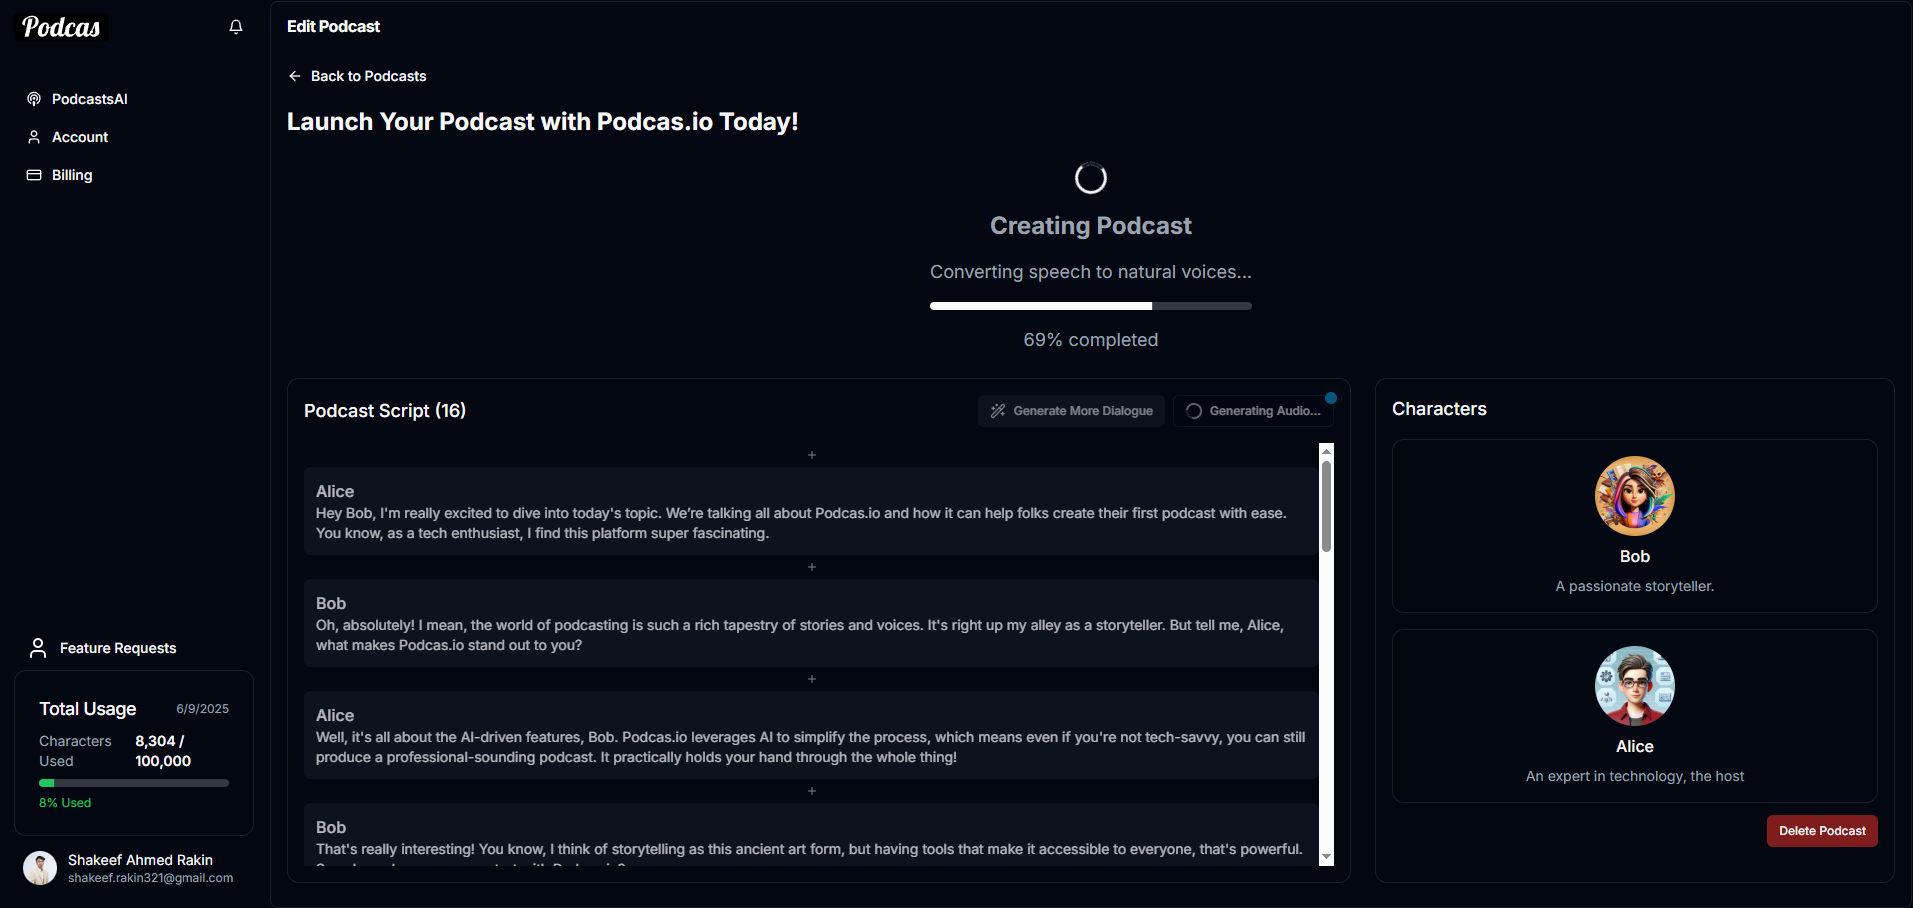 Podcas
PodcastsAI
Account
Billing
Feature Requests
Total Usage
6/9/2025
Characters
Used
8,304 /
100,000
8% Used
Shakeef Ahmed Rakin
shakeef.rakin321@gmail.com
Edit Podcast
Back to Podcasts
Launch Your Podcast with Podcas.io Today!
Creating Podcast
Converting speech to natural voices...
69% completed
Podcast Script (16)
Generate More Dialogue
Generating Audio...
Alice
Hey Bob, I'm really excited to dive into today's topic. We’re talking all about Podcas.io and how it can help folks create their first podcast with ease.
You know, as a tech enthusiast, I find this platform super fascinating.
Bob
Oh, absolutely! I mean, the world of podcasting is such a rich tapestry of stories and voices. It's right up my alley as a storyteller. But tell me, Alice,
what makes Podcas.io stand out to you?
Alice
Well, it's all about the AI-driven features, Bob. Podcas.io leverages AI to simplify the process, which means even if you're not tech-savvy, you can still
produce a professional-sounding podcast. It practically holds your hand through the whole thing!
Bob
That's really interesting! You know, I think of storytelling as this ancient art form, but having tools that make it accessible to everyone, that's powerful.
Characters
Bob
A passionate storyteller.
Alice
An expert in technology, the host
Delete Podcast